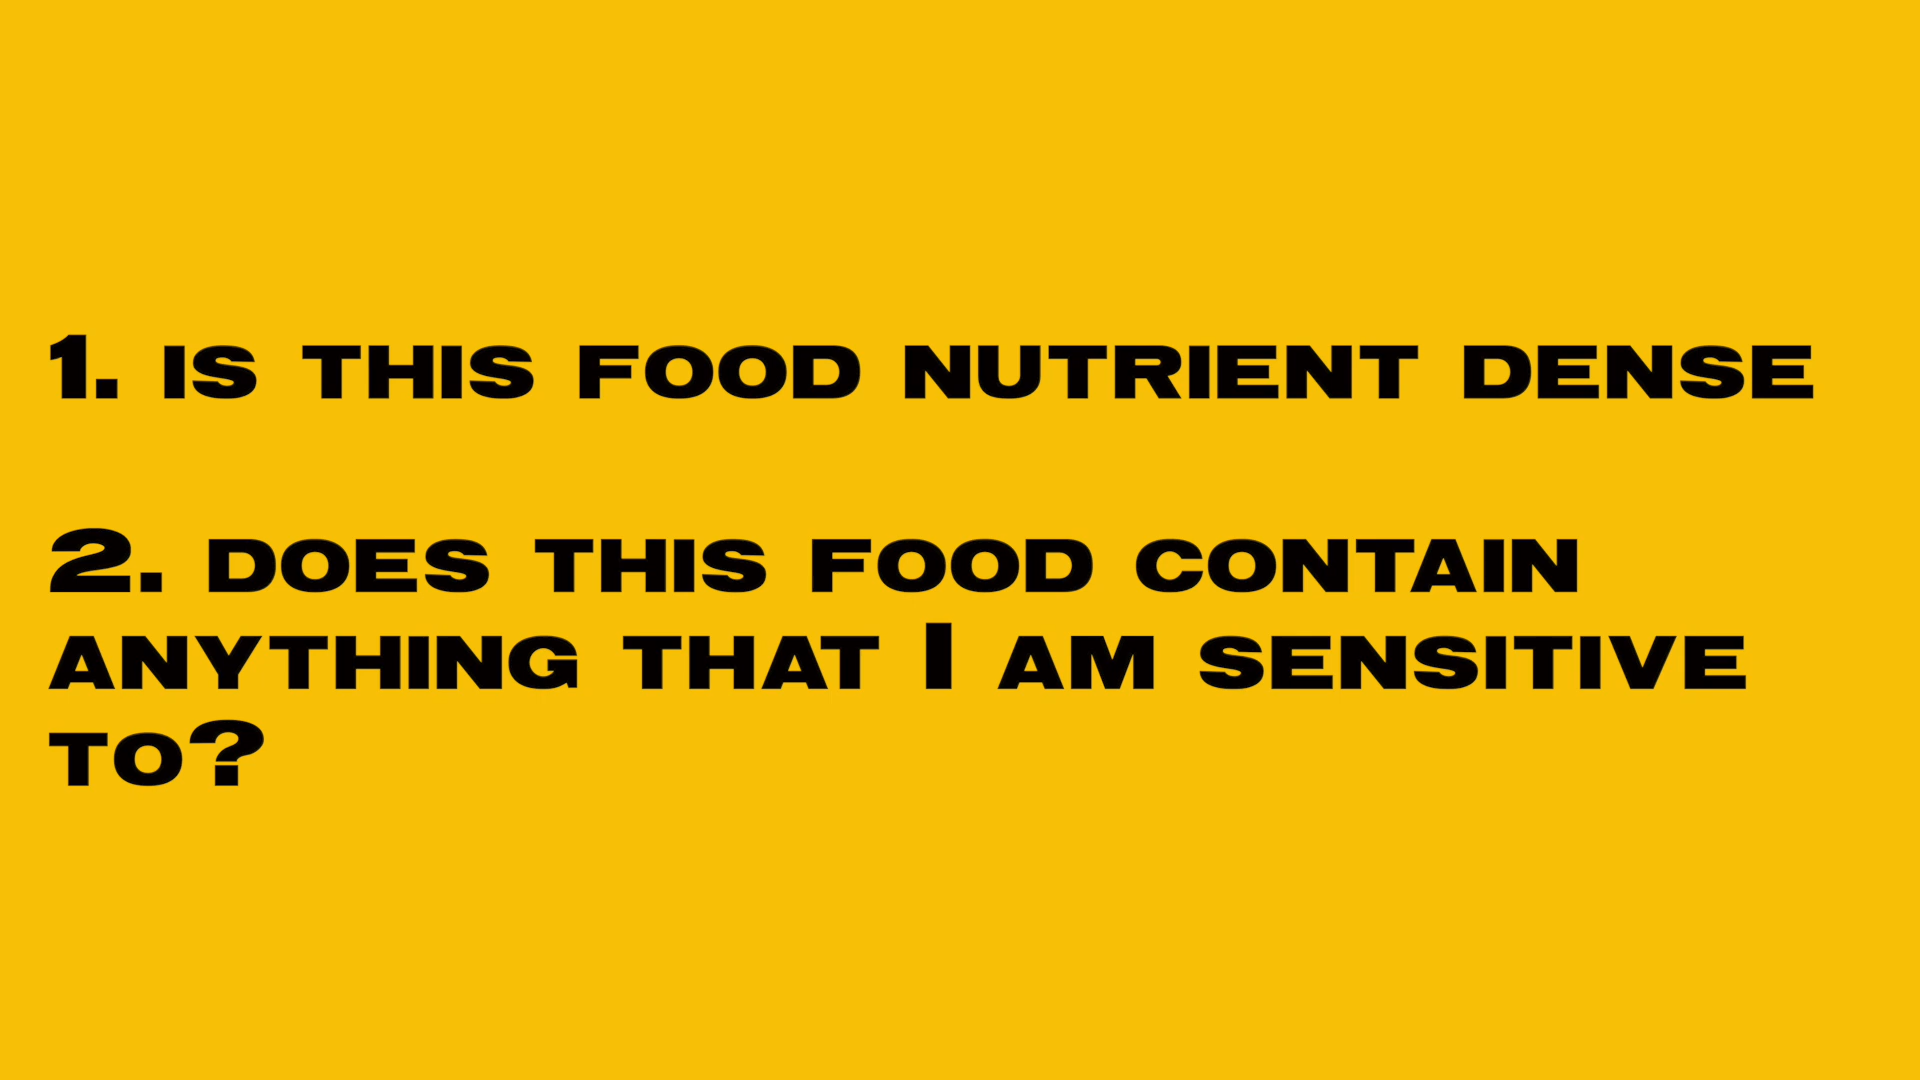 1. IS THIS FOOD NUTRIENT DENSE
2. DOES THIS FOOD CONTAIN
ANYTHING THAT I AM SENSITIVE
TO?